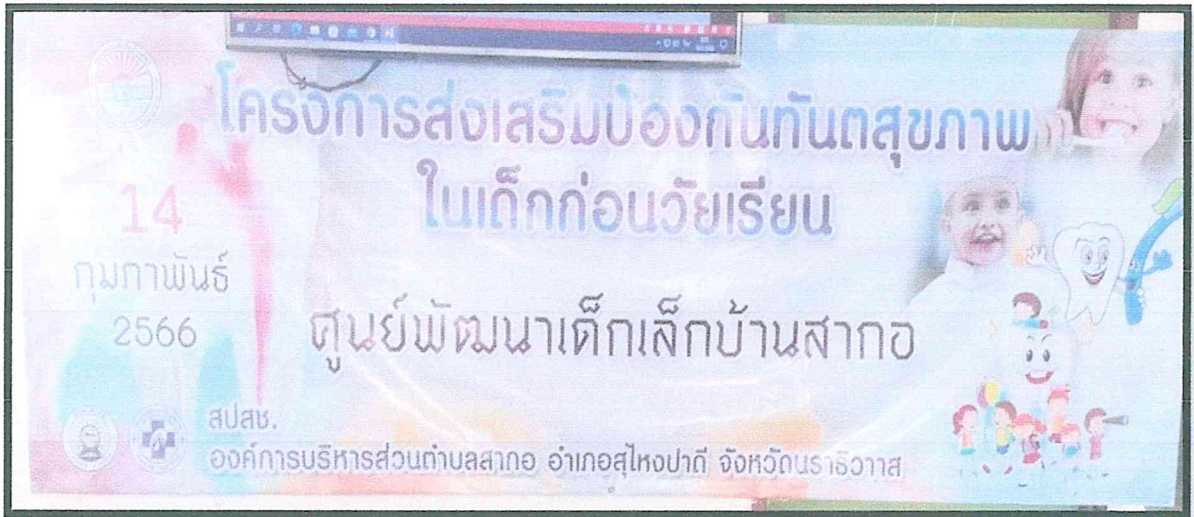 โครงการส่งเสริมป้องกันทันตสุขภาพ
ในเด็กก่อนวัยเรียน
14
กุมภาพันธ์
2566
ศูนย์พัฒนาเด็กเล็กบ้านสากอ
สปสช.
องค์การบริหารส่วนตำบลสากอ อำเภอสุไหงปาดี จังหวัดนราธิวาส